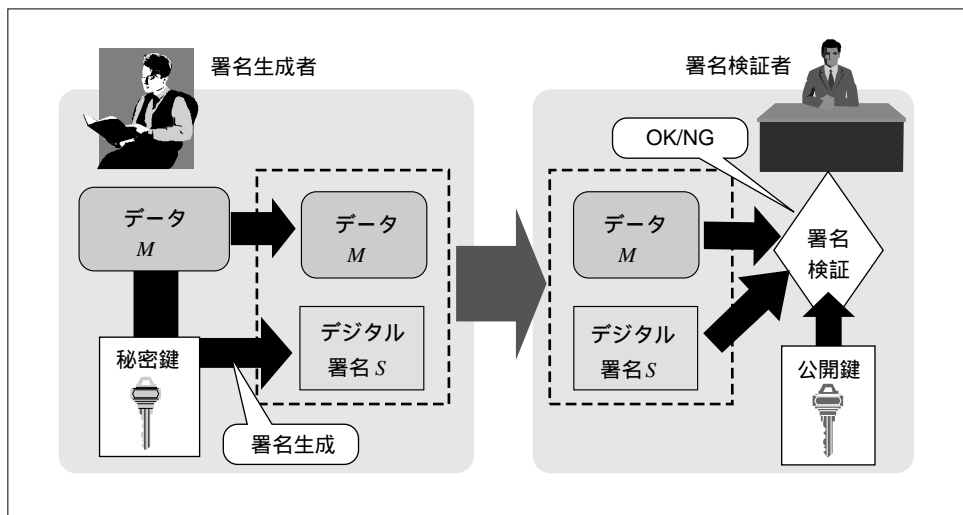 署名生成者
データ
M
データ
M
デジタル
署名 S
秘密鍵
署名生成
署名検証者
OK/NG
データ
M
デジタル
署名 S
署名
検証
公開鍵